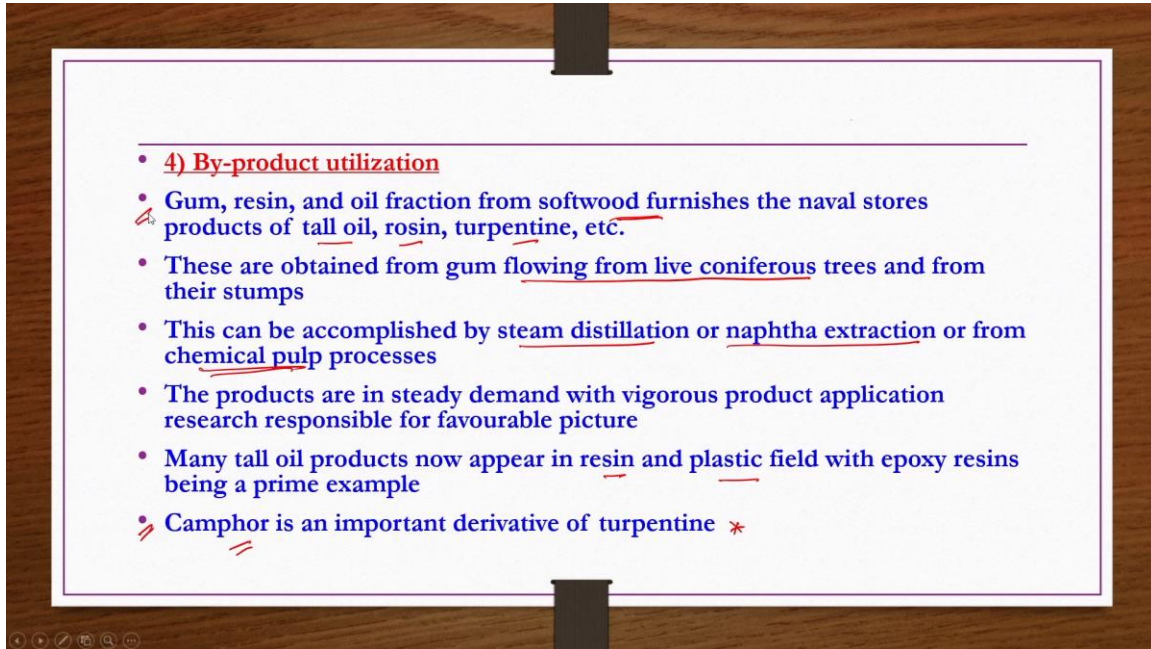 • 4) By-product utilization
• Gum, resin, and oil fraction from softwood furnishes the naval stores
products of tall oil, rosin, turpentine, etc.
• These are obtained from gum flowing from live coniferous trees and from
their stumps
• This can be accomplished by steam distillation or naphtha extraction or from
chemical pulp processes
• The products are in steady demand with vigorous product application
research responsible for favourable picture
• Many tall oil products now appear in resin and plastic field with epoxy resins
being a prime example
• Camphor is an important derivative of turpentine *